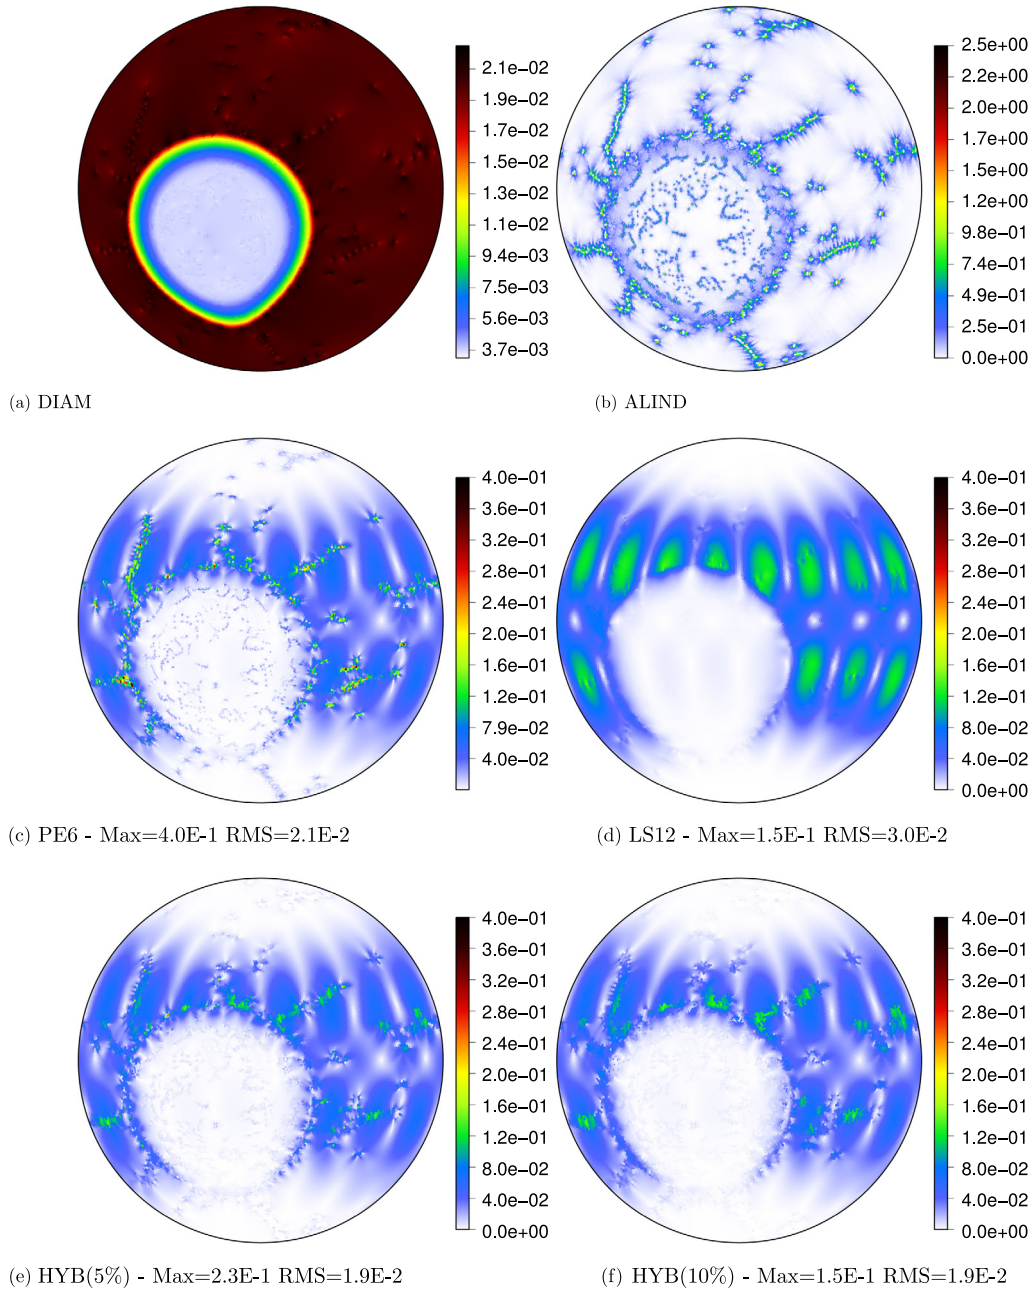 2.1e−02
1.9e−02
1.7e−02
1.5e−02
1.3e−02
1.1e−02
9.4e−03
7.5e−03
5.6e−03
3.7e−03
(a) DIAM
2.5e+00
2.2e+00
2.0e+00
1.7e+00
1.5e+00
1.2e+00
9.8e−01
7.4e−01
4.9e−01
2.5e−01
0.0e+00
(b) ALIND
4.0e−01
3.6e−01
3.2e−01
2.8e−01
2.4e−01
2.0e−01
1.6e−01
1.2e−01
7.9e−02
4.0e−02
(c) PE6 - Max=4.0E-1 RMS=2.1E-2
4.0e−01
3.6e−01
3.2e−01
2.8e−01
2.4e−01
2.0e−01
1.6e−01
1.2e−01
8.0e−02
4.0e−02
0.0e+00
(d) LS12 - Max=1.5E-1 RMS=3.0E-2
4.0e−01
3.6e−01
3.2e−01
2.8e−01
2.4e−01
2.0e−01
1.6e−01
1.2e−01
8.0e−02
4.0e−02
0.0e+00
(e) HYB(5%) - Max=2.3E-1 RMS=1.9E-2
4.0e−01
3.6e−01
3.2e−01
2.8e−01
2.4e−01
2.0e−01
1.6e−01
1.2e−01
8.0e−02
4.0e−02
0.0e+00
(f) HYB(10%) - Max=1.5E-1 RMS=1.9E-2